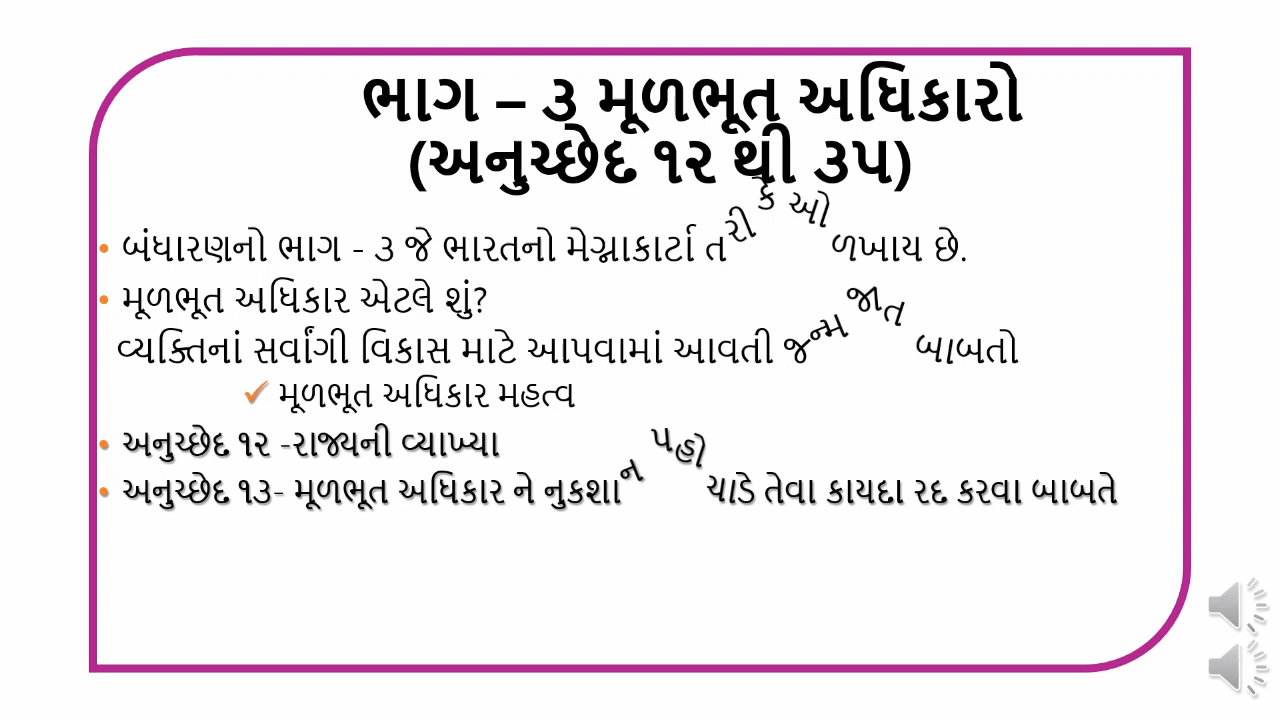 ભાગ – ૩ મૂળભૂત અધિકારો
(અનુચ્છેદ ૧૨ થી ૩૫)
• બંધારણનો ભાગ - ૩ જે ભારતનો મેગ્નાકાર્ટા તરીકે ઓળખાય છે.
• મૂળભૂત અધિકાર એટલે શું?
વ્યક્તિનાં સર્વાંગી વિકાસ માટે આપવામાં આવતી જન્મજાત બાબતો
✓ મૂળભૂત અધિકાર મહત્વ
• અનુચ્છેદ ૧૨ -રાજ્યની વ્યાખ્યા
• અનુચ્છેદ ૧૩- મૂળભૂત અધિકાર ને નુકશાન પહોચાડે તેવા કાયદા રદ કરવા બાબતે